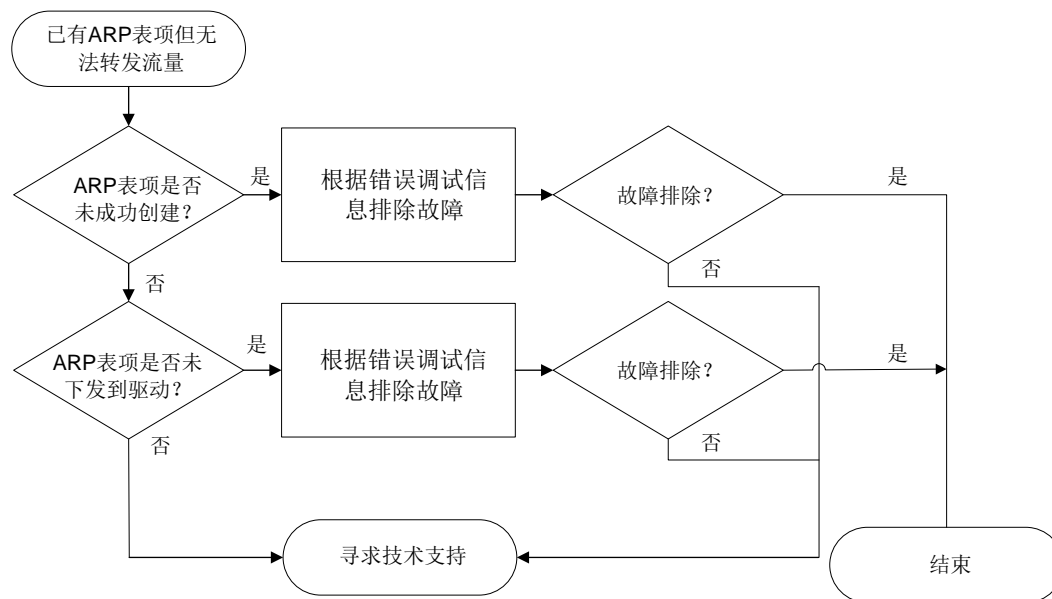 已有ARP表项但无
法转发流量
ARP表项是否
未成功创建？
是
根据错误调试信
息排除故障
故障排除？
是
否
否
ARP表项是否未
下发到驱动？
是
根据错误调试信
息排除故障
故障排除？
是
否
否
寻求技术支持
结束